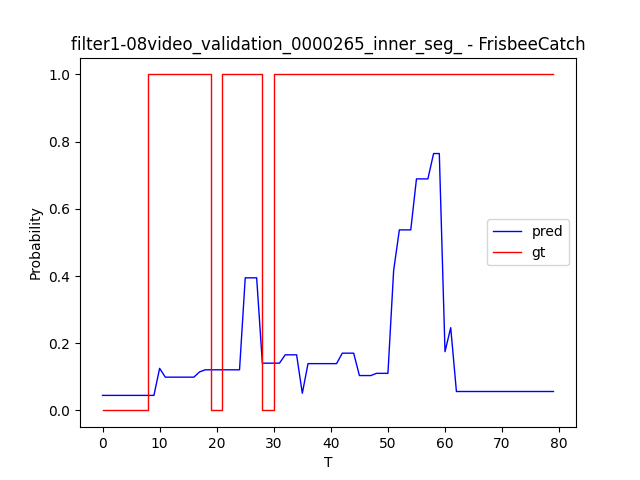 filter1-08video_validation_0000265_inner_seg_ - FrisbeeCatch
1.0
0.8
0.6
0.4
0.2
0.0
Probability
pred
gt
0 10 20 30 40 50 60 70 80
T